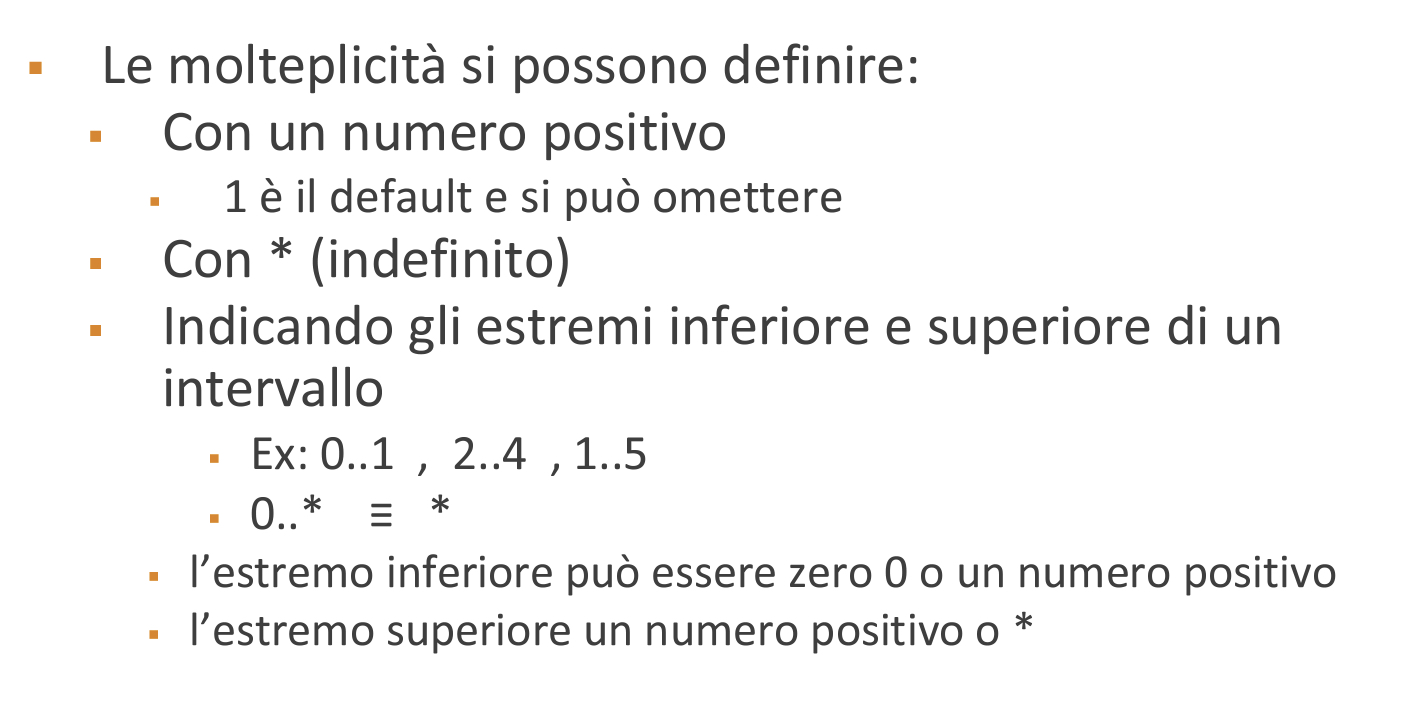 Le molteplicità si possono definire:
Con un numero positivo
1 è il default e si può omettere
Con * (indefinito)
Indicando gli estremi inferiore e superiore di un
intervallo
Ex: 0..1 , 2..4 , 1..5
0..* ≡ *
l’estremo inferiore può essere zero 0 o un numero positivo
l’estremo superiore un numero positivo o *